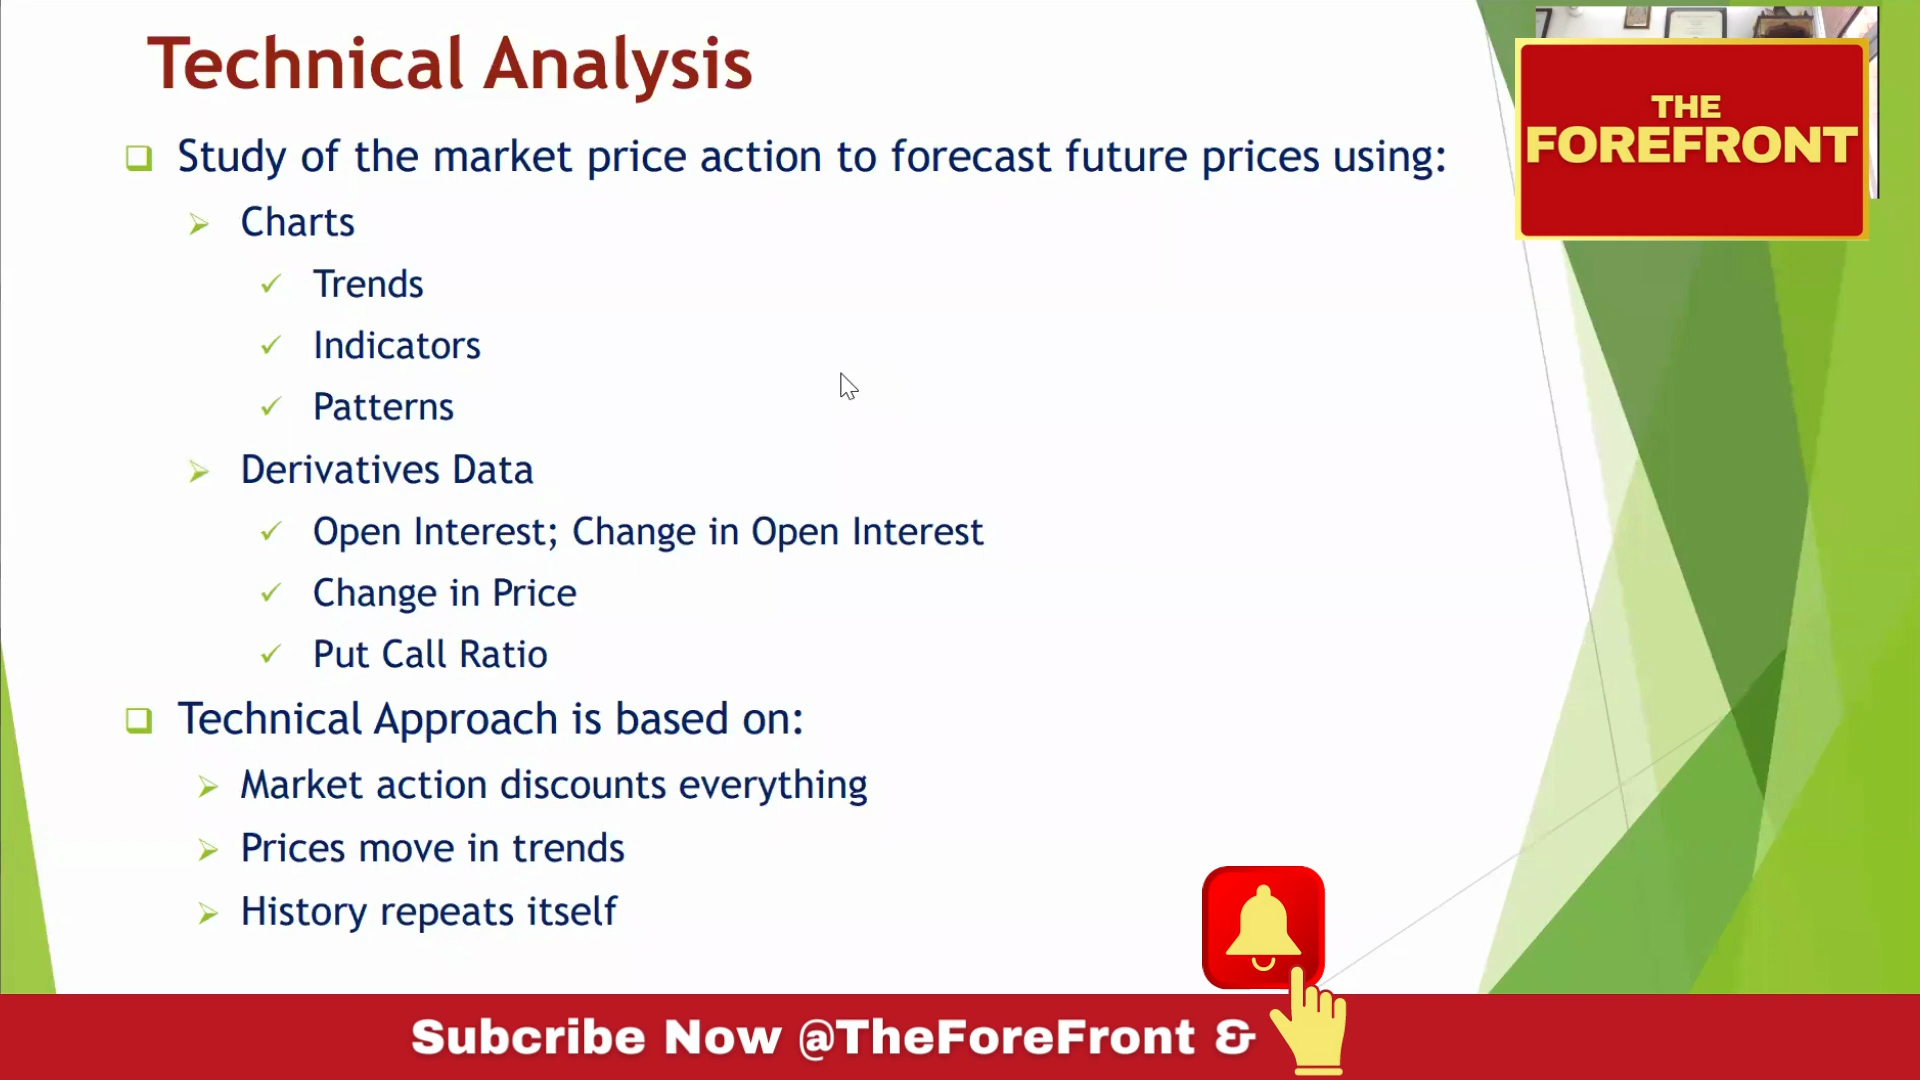 Technical Analysis
Study of the market price action to forecast future prices using:
Charts
Trends
Indicators
Patterns
Derivatives Data
Open Interest; Change in Open Interest
Change in Price
Put Call Ratio
Technical Approach is based on:
Market action discounts everything
Prices move in trends
History repeats itself
THE
FOREFRONT
Subcribe Now @TheForeFront &